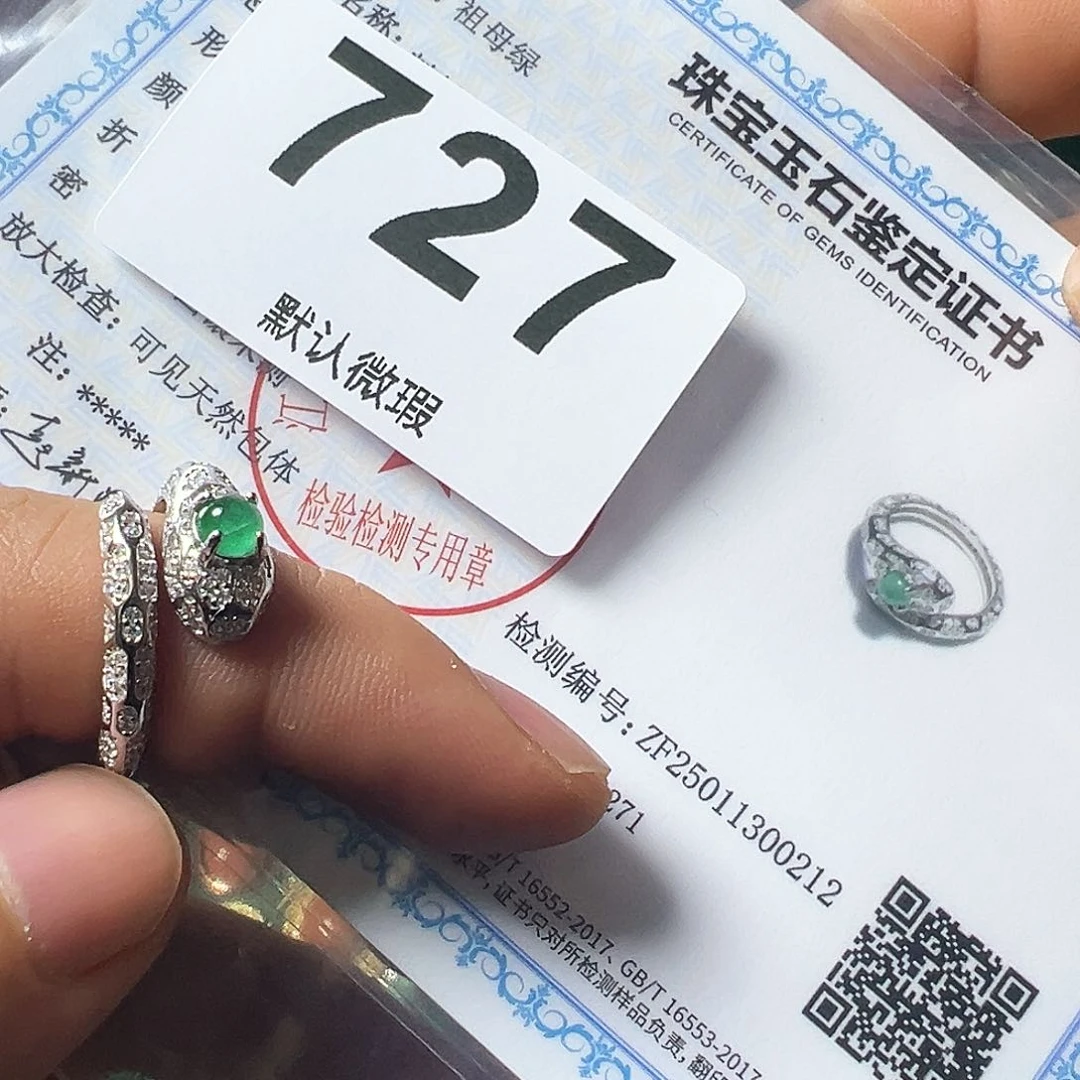 祖母绿
名称:
形
颜
折
密
放大检查: 可见天然包体
注: *****
727
默认微瑕
检验检测专用章
珠宝玉石鉴定证书
CERTIFICATE OF GEMS IDENTIFICATION
检测编号: ZF25011300212
271
/T 16552-2017、GB/T 16553-2017
证书只对所检测样品负责,翻